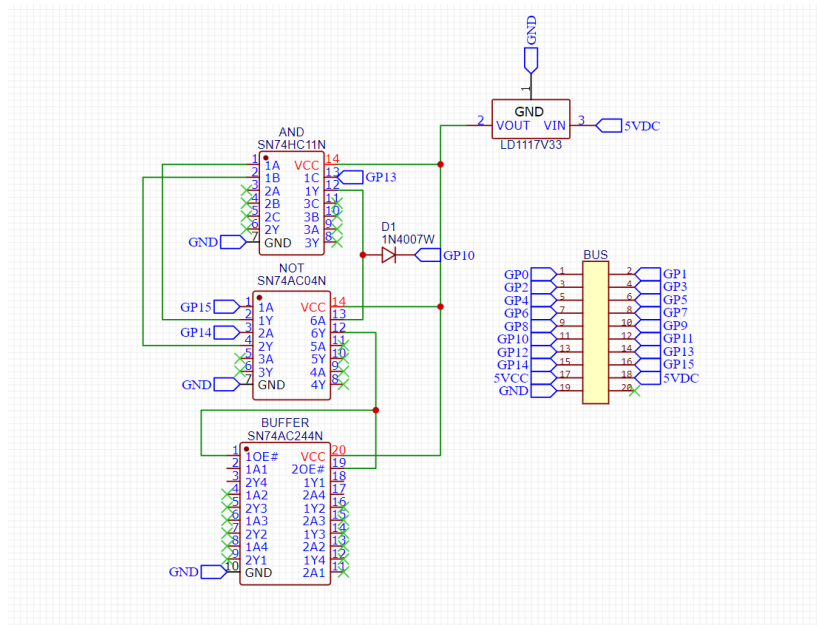 GND
1
GND
2 VOUT VIN 3 5VDC
LD1117V33
AND
SN74HC11N
1 1A VCC 14
2 1B 1C 13 GP13
3 2A 1Y 12
4 2B 3C 11
5 2C 3B 10
6 2Y 3A 9
GND 7 GND 3Y 8
D1
1N4007W
GP10
NOT
SN74AC04N
GP15 1 1A VCC 14
2 1Y 6A 13
GP14 3 2A 6Y 12
4 2Y 5A 11
5 3A 5Y 10
6 3Y 4A 9
GND 7 GND 4Y 8
BUFFER
SN74AC244N
1 1OE# VCC 20
2 1A1 2OE# 19
3 2Y4 1Y1 18
4 1A2 2A4 17
5 2Y3 1Y2 16
6 1A3 2A3 15
7 2Y2 1Y3 14
8 1A4 2A2 13
9 2Y1 1Y4 12
GND 10 GND 2A1 11
BUS
GP0 1 2 GP1
GP2 3 4 GP3
GP4 5 6 GP5
GP6 7 8 GP7
GP8 9 10 GP9
GP10 11 12 GP11
GP12 13 14 GP13
GP14 15 16 GP15
5VCC 17 18 5VDC
GND 19 20